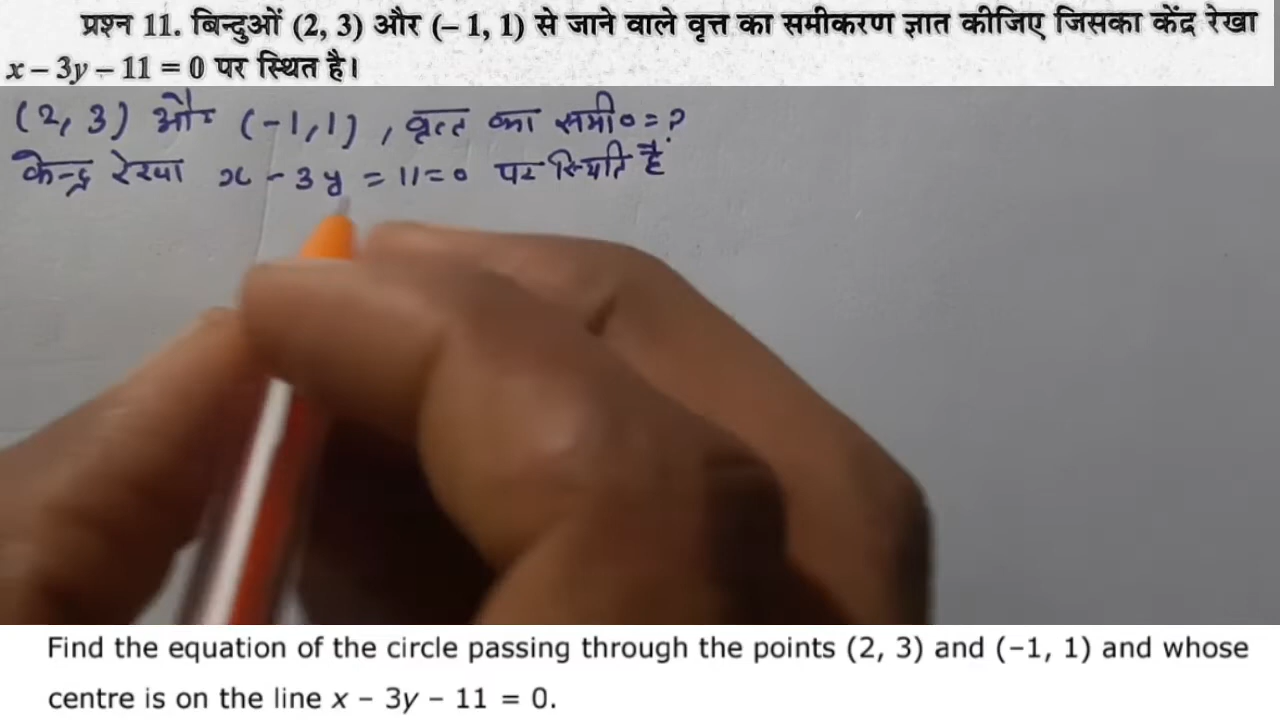 प्रश्न 11. बिन्दुओं (2, 3) और (– 1, 1) से जाने वाले वृत्त का समीकरण ज्ञात कीजिए जिसका केंद्र रेखा
x – 3y – 11 = 0 पर स्थित है।
(2, 3) और (-1, 1) , वृत्त का समी० = ?
केन्द्र रेखा x - 3y = 11 = 0 पर स्थिति है
Find the equation of the circle passing through the points (2, 3) and (−1, 1) and whose
centre is on the line x − 3y − 11 = 0.